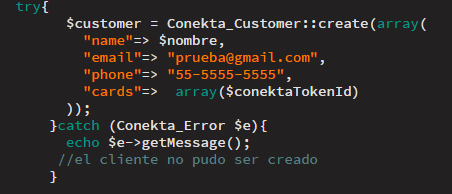 try{
$customer = Conekta_Customer::create(array(
"name"=> $nombre,
"email"=> "prueba@gmail.com",
"phone"=> "55-5555-5555",
"cards"=>  array($conektaTokenId)
));
}catch (Conekta_Error $e){
echo $e->getMessage();
//el cliente no pudo ser creado
}